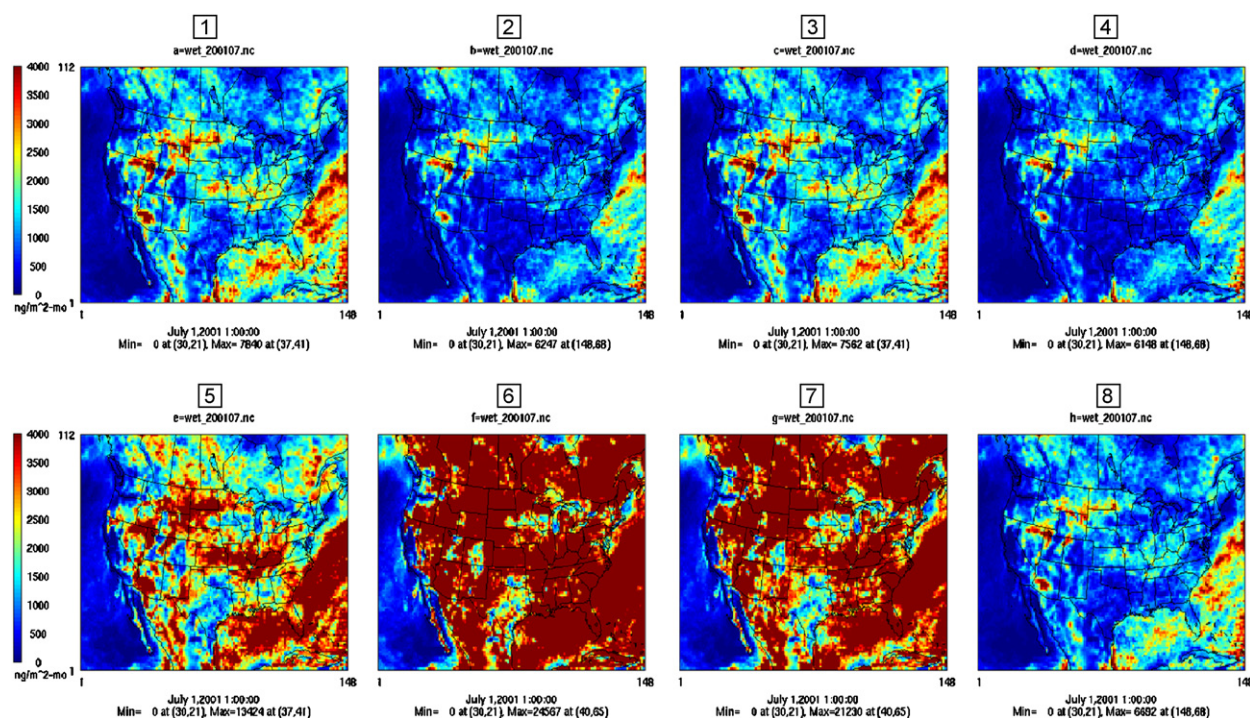 1 2 3 4
a=wet_200107.nc b=wet_200107.nc c=wet_200107.nc d=wet_200107.nc
4000 112
3500
3000
2500
2000
1500
1000
500
0
ng/m^2-mo 1
1 148 1 148 1 148 1 148
July 1,2001 1:00:00 July 1,2001 1:00:00 July 1,2001 1:00:00 July 1,2001 1:00:00
Min= 0 at (30,21), Max= 7840 at (37,41) Min= 0 at (30,21), Max= 6247 at (148,68) Min= 0 at (30,21), Max= 7562 at (37,41) Min= 0 at (30,21), Max= 6148 at (148,68)
5 6 7 8
e=wet_200107.nc f=wet_200107.nc g=wet_200107.nc h=wet_200107.nc
4000 112
3500
3000
2500
2000
1500
1000
500
0
ng/m^2-mo 1
1 148 1 148 1 148 1 148
July 1,2001 1:00:00 July 1,2001 1:00:00 July 1,2001 1:00:00 July 1,2001 1:00:00
Min= 0 at (30,21), Max=13424 at (37,41) Min= 0 at (30,21), Max=24567 at (40,65) Min= 0 at (30,21), Max=21230 at (40,65) Min= 0 at (30,21), Max= 6692 at (148,68)